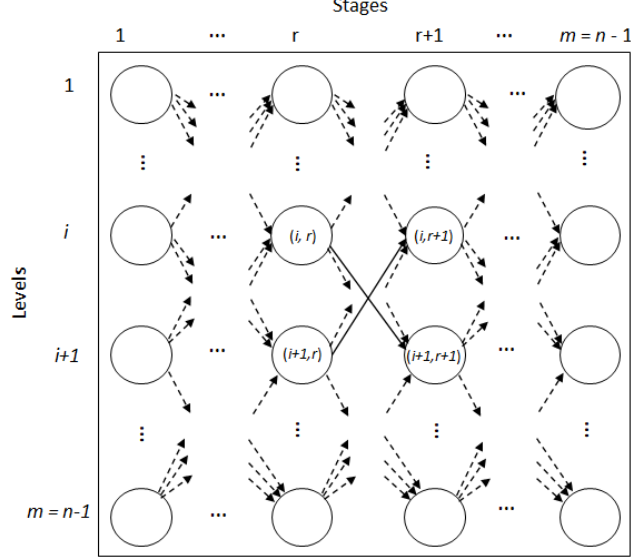 Stages
1 ... r r+1 ... m = n - 1
1
... ...
... ... ... ...
i
(i, r) (i,r+1)
... ...
Levels
i+1
(i+1,r) (i+1,r+1)
... ...
... ... ... ...
m = n-1
... ...